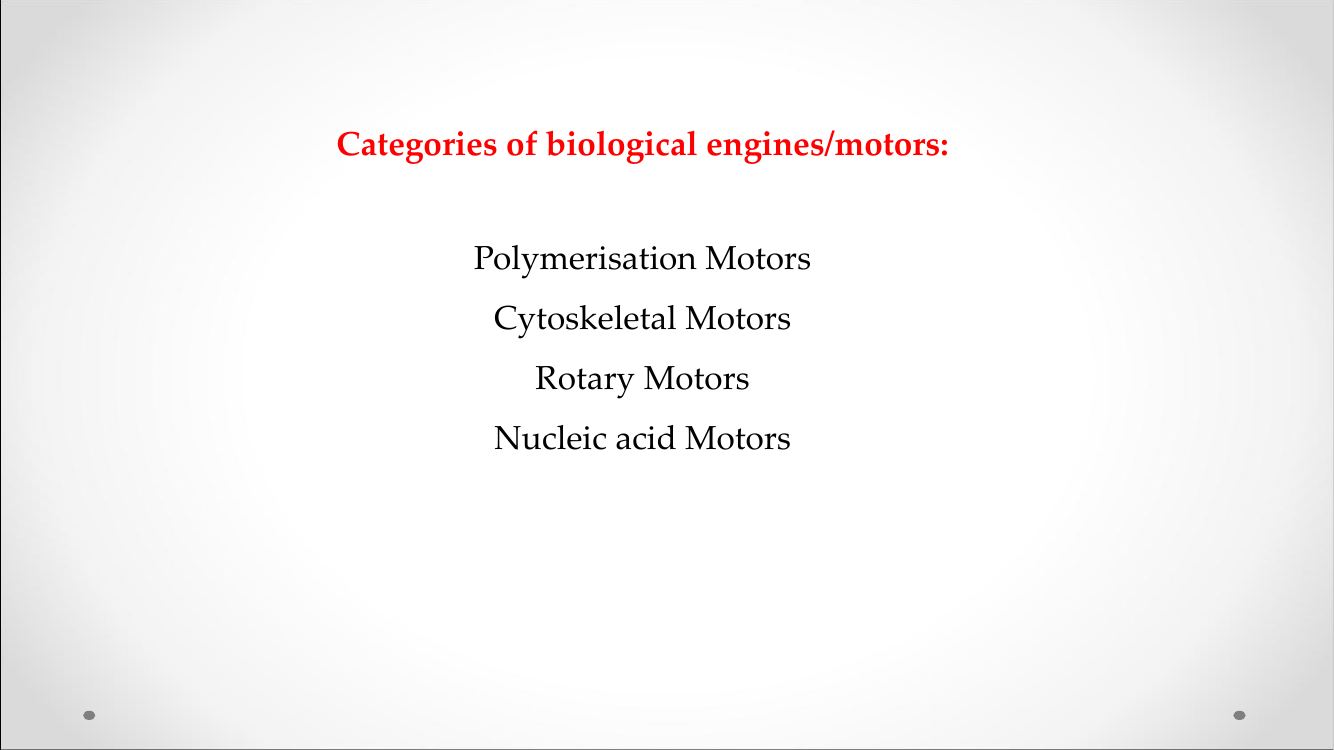 Categories of biological engines/motors:
Polymerisation Motors
Cytoskeletal Motors
Rotary Motors
Nucleic acid Motors